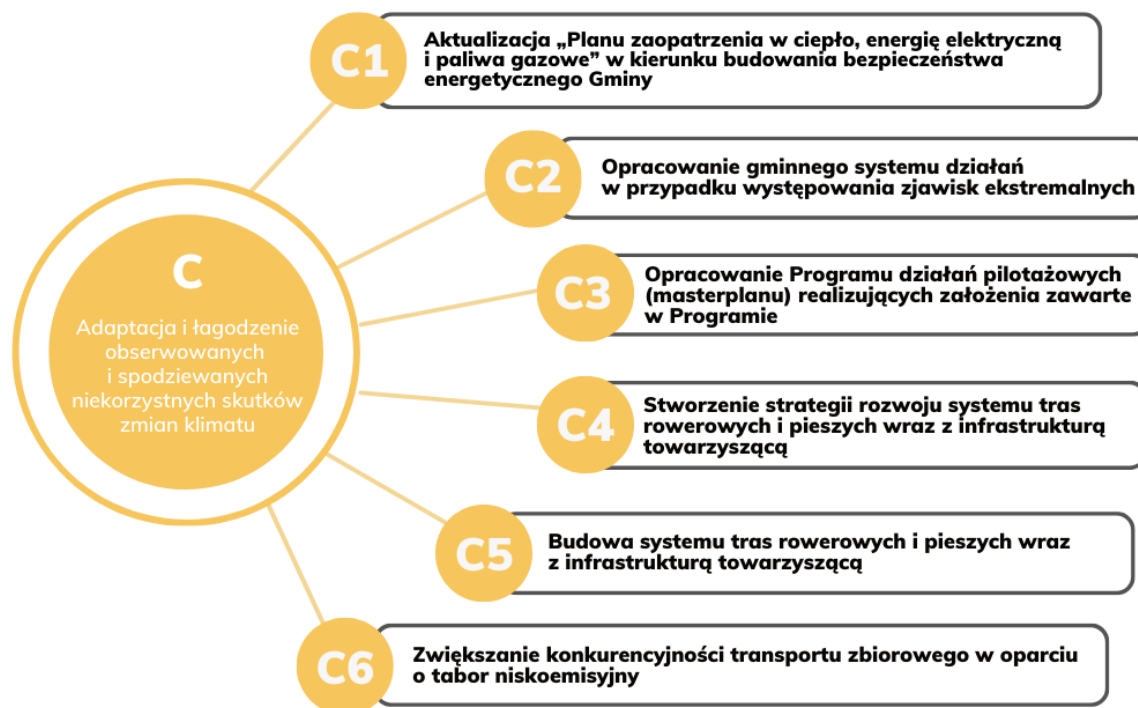 C1
Aktualizacja „Planu zaopatrzenia w ciepło, energię elektryczną
i paliwa gazowe” w kierunku budowania bezpieczeństwa
energetycznego Gminy
C2
Opracowanie gminnego systemu działań
w przypadku występowania zjawisk ekstremalnych
C
Adaptacja i łagodzenie
obserwowanych
i spodziewanych
niekorzystnych skutków
zmian klimatu
C3
Opracowanie Programu działań pilotażowych
(masterplanu) realizujących założenia zawarte
w Programie
C4
Stworzenie strategii rozwoju systemu tras
rowerowych i pieszych wraz z infrastrukturą
towarzyszącą
C5
Budowa systemu tras rowerowych i pieszych wraz
z infrastrukturą towarzyszącą
C6
Zwiększanie konkurencyjności transportu zbiorowego w oparciu
o tabor niskoemisyjny